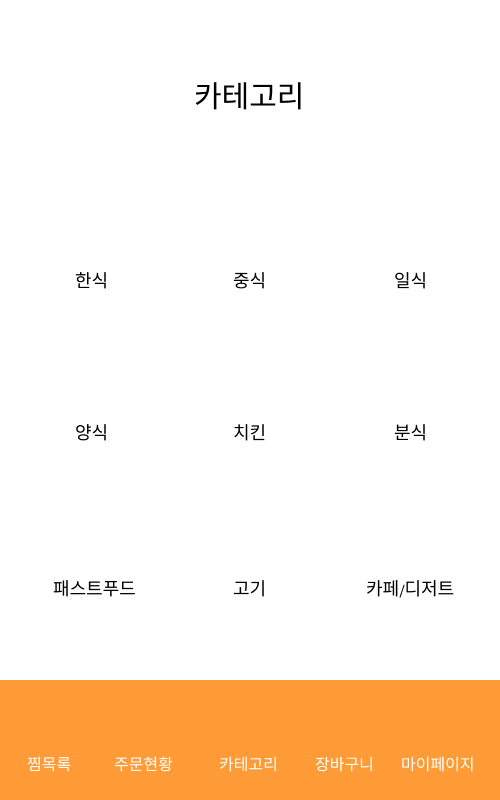 카테고리
한식 중식 일식
양식 치킨 분식
패스트푸드 고기 카페/디저트
찜목록 주문현황 카테고리 장바구니 마이페이지